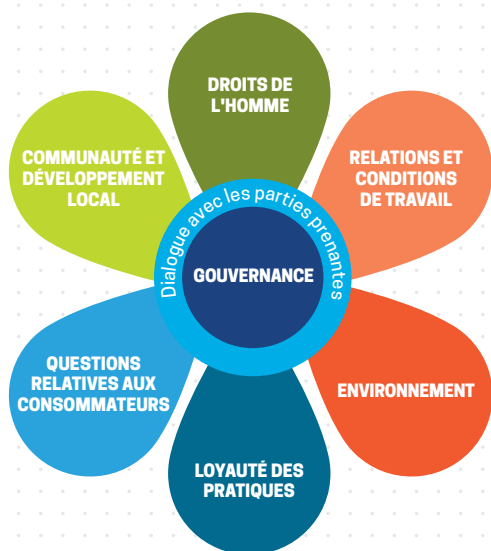 DROITS DE
L'HOMME
COMMUNAUTÉ ET
DÉVELOPPEMENT
LOCAL
RELATIONS ET
CONDITIONS
DE TRAVAIL
Dialogue avec les parties prenantes
GOUVERNANCE
QUESTIONS
RELATIVES AUX
CONSOMMATEURS
ENVIRONNEMENT
LOYAUTÉ DES
PRATIQUES